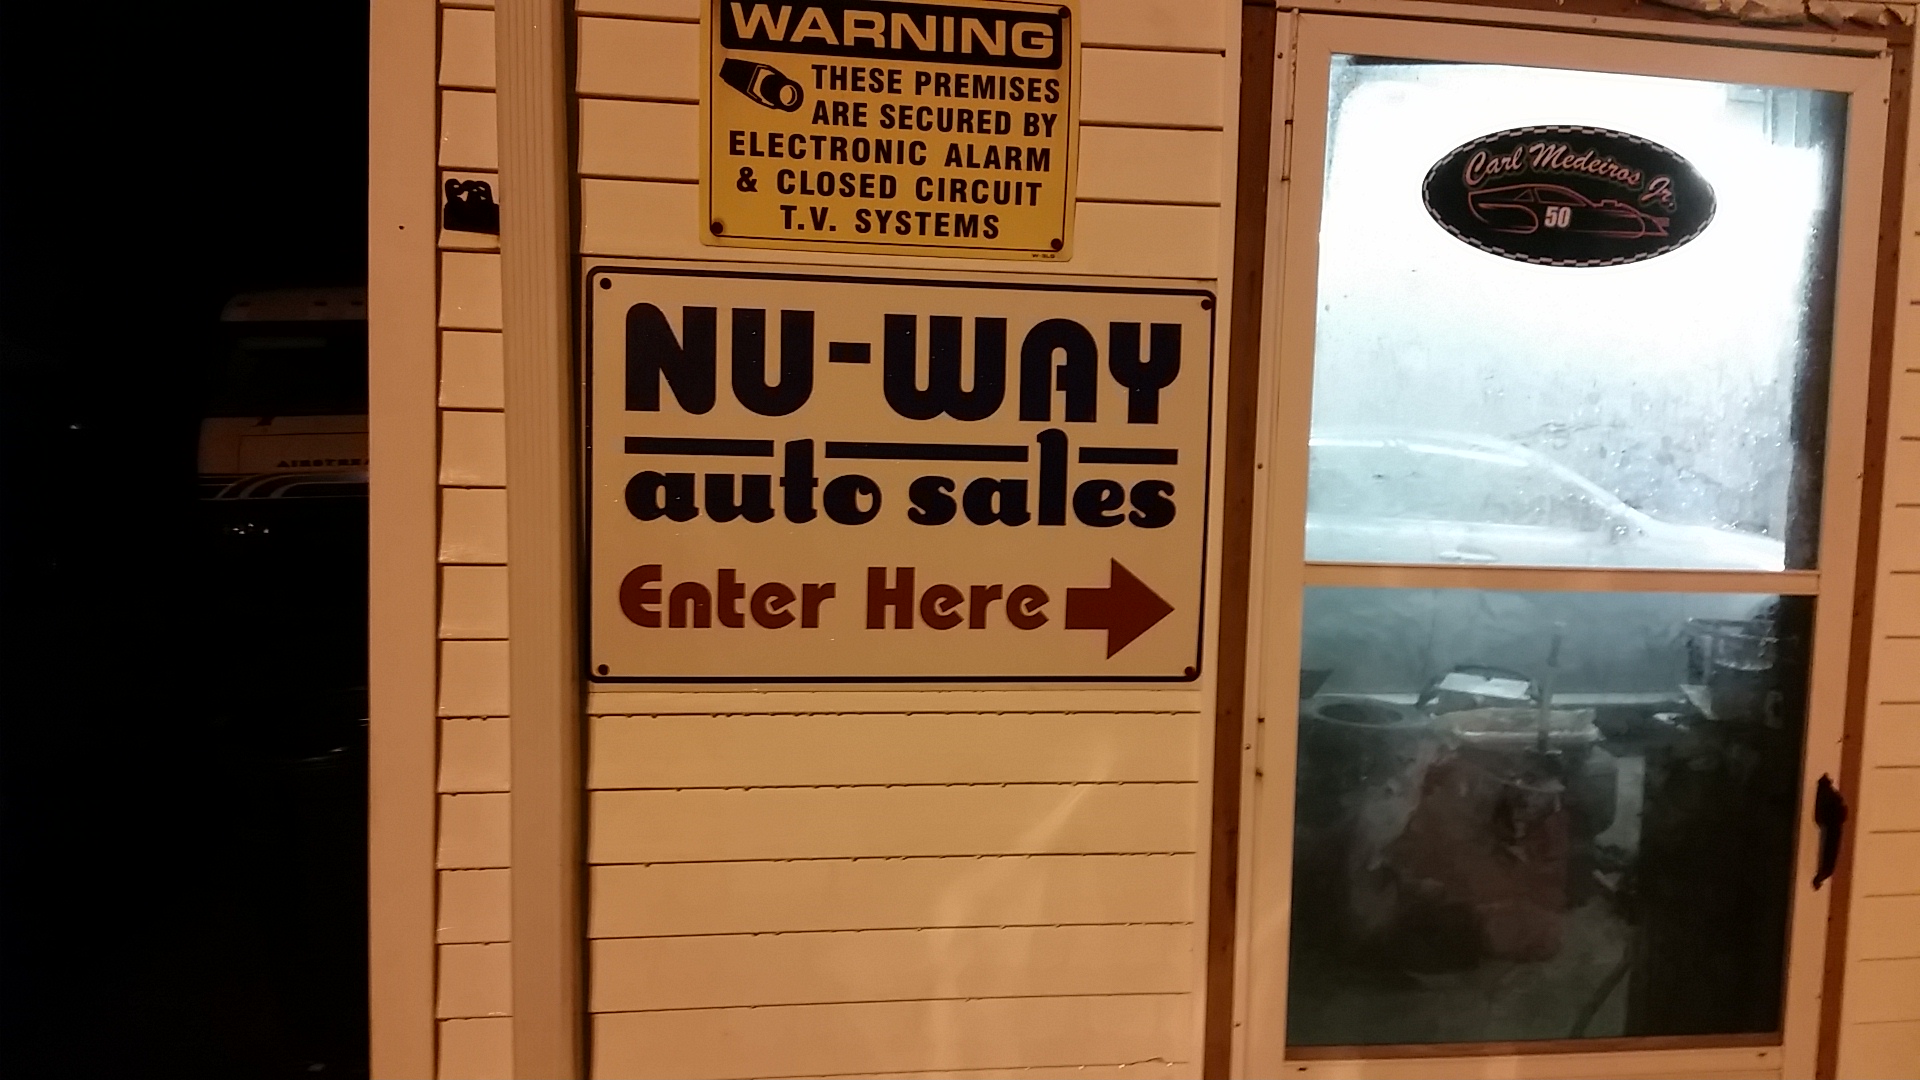 WARNING
THESE PREMISES
ARE SECURED BY
ELECTRONIC ALARM
& CLOSED CIRCUIT
T.V. SYSTEMS
NU-WAY
auto sales
Enter Here
Carl Medeiros Jr.
50